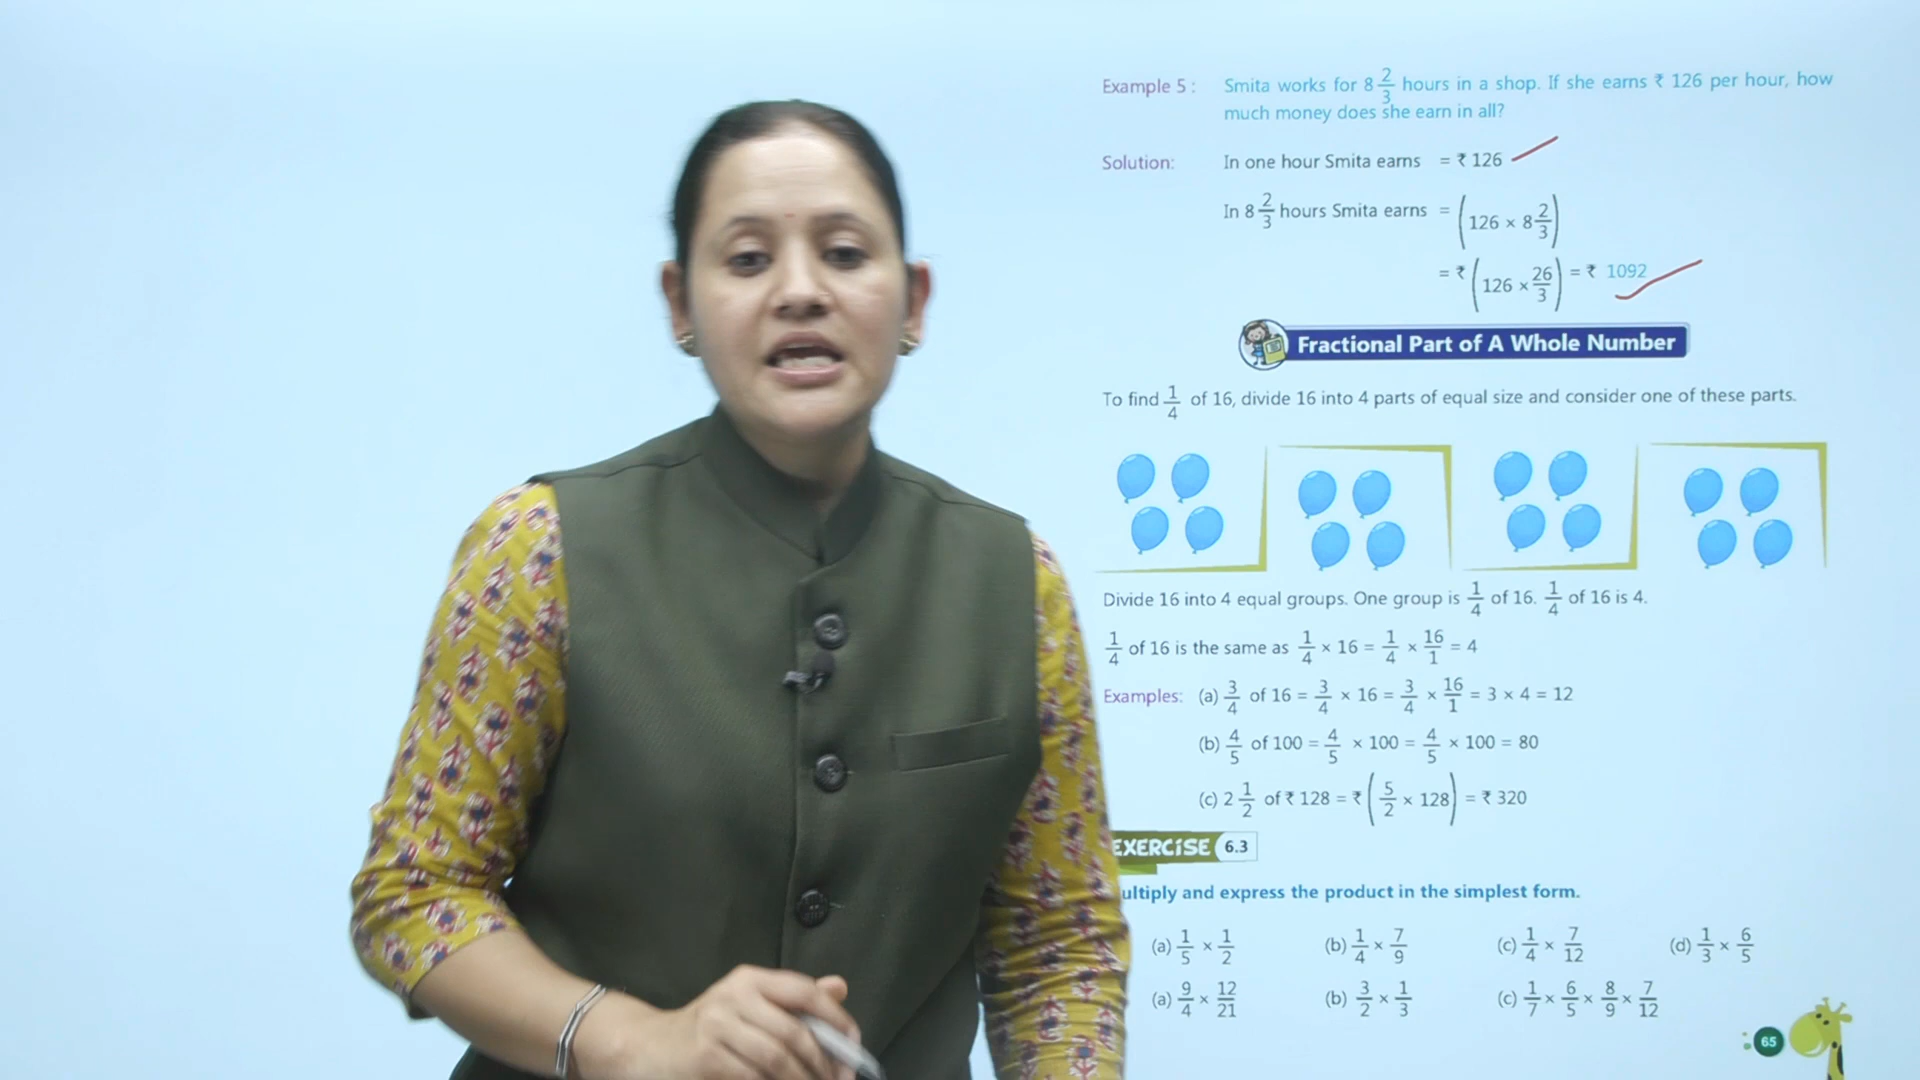 Example 5 : Smita works for 8 2/3 hours in a shop. If she earns ₹ 126 per hour, how
much money does she earn in all?
Solution: In one hour Smita earns = ₹ 126
In 8 2/3 hours Smita earns = (126 × 8 2/3)
= ₹ (126 × 26/3) = ₹ 1092
Fractional Part of A Whole Number
To find 1/4 of 16, divide 16 into 4 parts of equal size and consider one of these parts.
Divide 16 into 4 equal groups. One group is 1/4 of 16. 1/4 of 16 is 4.
1/4 of 16 is the same as 1/4 × 16 = 1/4 × 16/1 = 4
Examples: (a) 3/4 of 16 = 3/4 × 16 = 3/4 × 16/1 = 3 × 4 = 12
(b) 4/5 of 100 = 4/5 × 100 = 4/5 × 100 = 80
(c) 2 1/2 of ₹ 128 = ₹ (5/2 × 128) = ₹ 320
EXERCISE 6.3
ultiply and express the product in the simplest form.
(a) 1/5 × 1/2 (b) 1/4 × 7/9 (c) 1/4 × 7/12 (d) 1/3 × 6/5
(a) 9/4 × 12/21 (b) 3/2 × 1/3 (c) 1/7 × 6/5 × 8/9 × 7/12
65